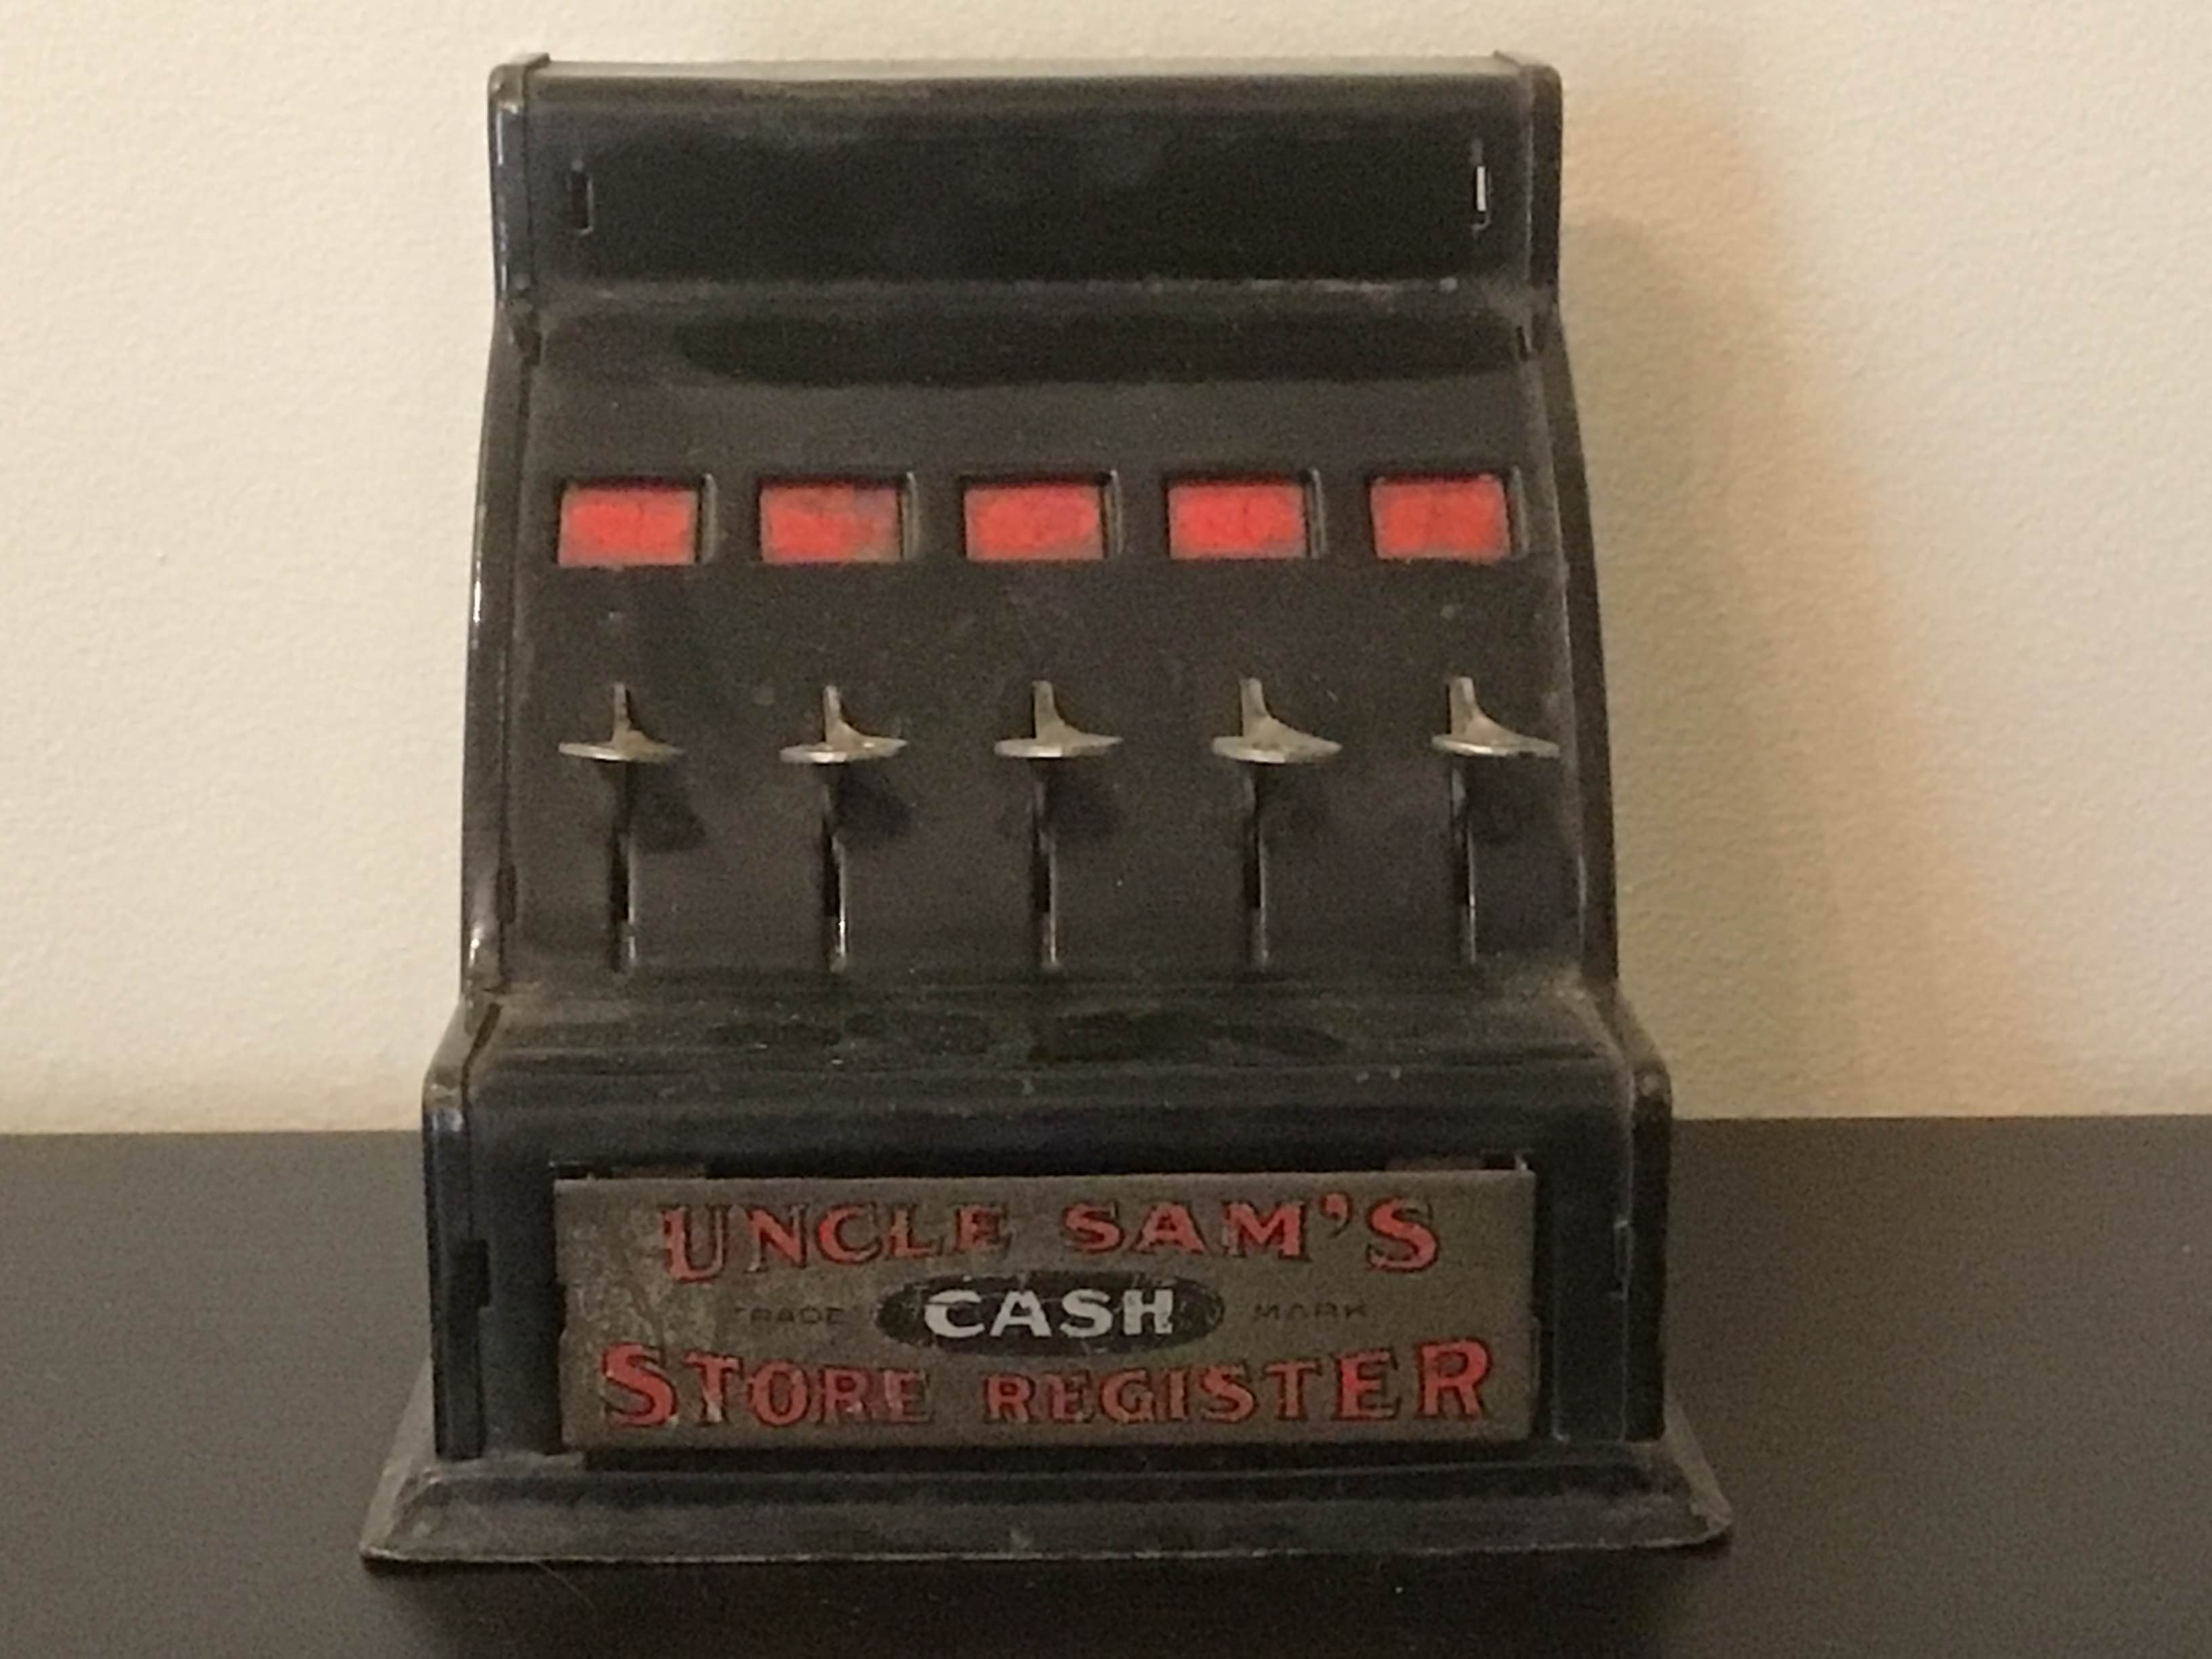 UNCLE SAM'S
TRADE CASH MARK
STORE REGISTER